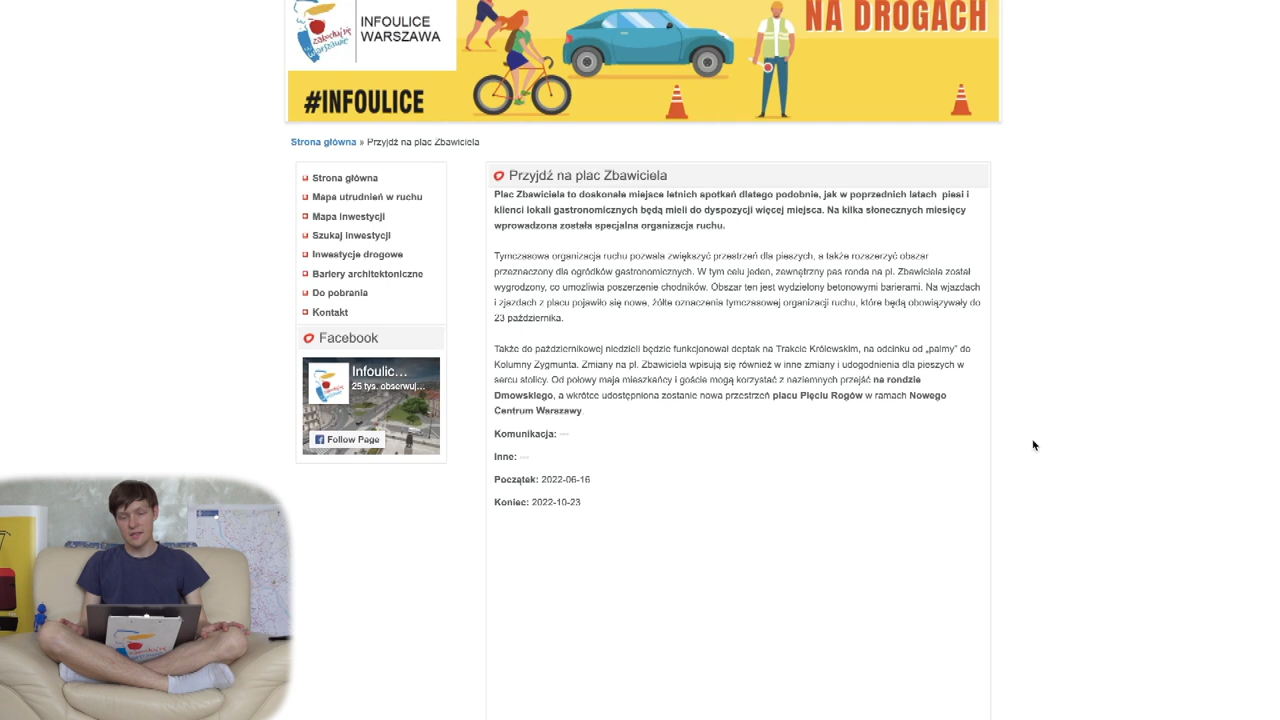 zakochaj się
w Warszawie
INFOULICE
WARSZAWA
NA DROGACH
#INFOULICE
Strona główna » Przyjdź na plac Zbawiciela
Strona główna
Mapa utrudnień w ruchu
Mapa inwestycji
Szukaj inwestycji
Inwestycje drogowe
Bariery architektoniczne
Do pobrania
Kontakt
Facebook
Infoulic...
25 tys. obserwuj...
Follow Page
Przyjdź na plac Zbawiciela
Plac Zbawiciela to doskonałe miejsce letnich spotkań dlatego podobnie, jak w poprzednich latach piesi i
klienci lokali gastronomicznych będą mieli do dyspozycji więcej miejsca. Na kilka słonecznych miesięcy
wprowadzona została specjalna organizacja ruchu.
Tymczasowa organizacja ruchu pozwala zwiększyć przestrzeń dla pieszych, a także rozszerzyć obszar
przeznaczony dla ogródków gastronomicznych. W tym celu jeden, zewnętrzny pas ronda na pl. Zbawiciela został
wygrodzony, co umożliwia poszerzenie chodników. Obszar ten jest wydzielony betonowymi barierami. Na wjazdach
i zjazdach z placu pojawiło się nowe, żółte oznaczenia tymczasowej organizacji ruchu, które będą obowiązywały do
23 października.
Także do październikowej niedzieli będzie funkcjonował deptak na Trakcie Królewskim, na odcinku od „palmy” do
Kolumny Zygmunta. Zmiany na pl. Zbawiciela wpisują się również w inne zmiany i udogodnienia dla pieszych w
sercu stolicy. Od połowy maja mieszkańcy i goście mogą korzystać z naziemnych przejść na rondzie
Dmowskiego, a wkrótce udostępniona zostanie nowa przestrzeń placu Pięciu Rogów w ramach Nowego
Centrum Warszawy.
Komunikacja: ---
Inne: ---
Początek: 2022-06-16
Koniec: 2022-10-23